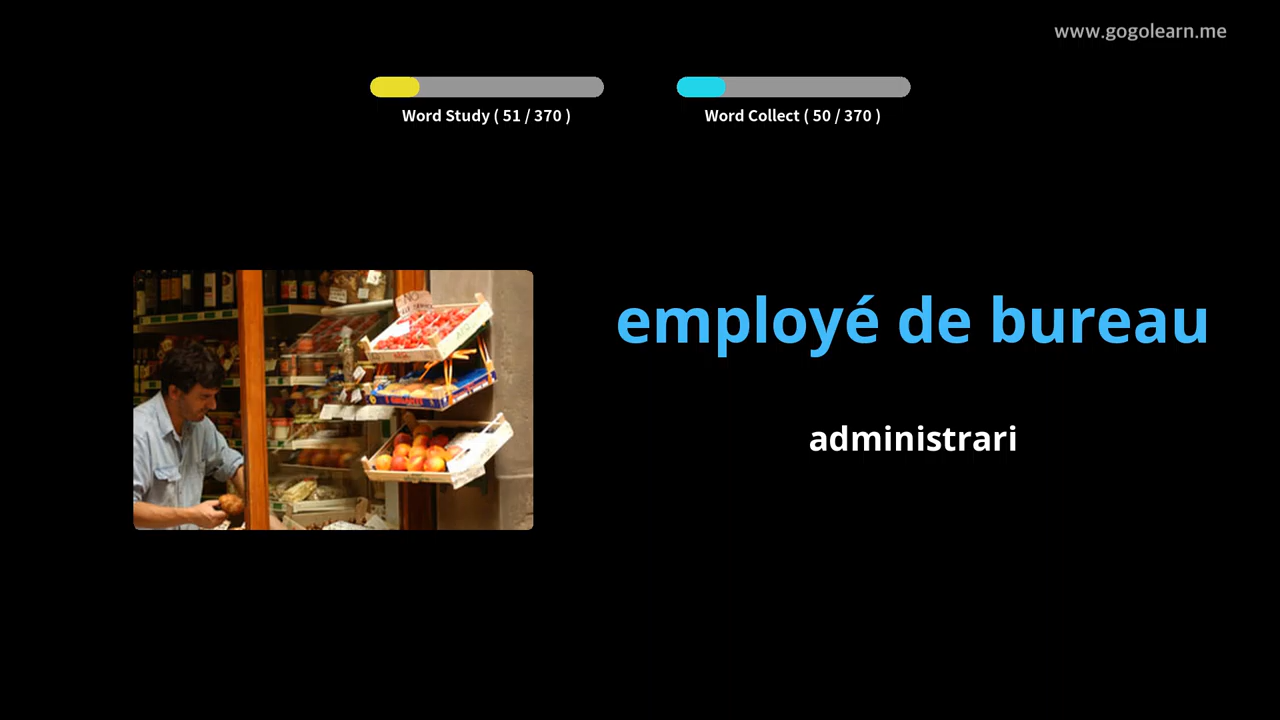 www.gogolearn.me
Word Study ( 51 / 370 )
Word Collect ( 50 / 370 )
employé de bureau
administrari